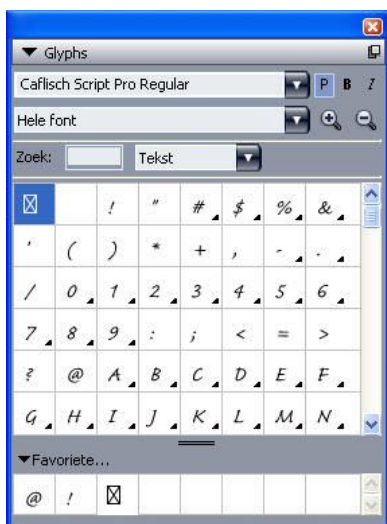 Glyphs
Caflisch Script Pro Regular P B I
Hele font
Zoek: Tekst
! " # $ % &
' ( ) * + , - .
/ 0 1 2 3 4 5 6
7 8 9 : ; < = >
? @ A B C D E F
G H I J K L M N
Favoriete...
@ !